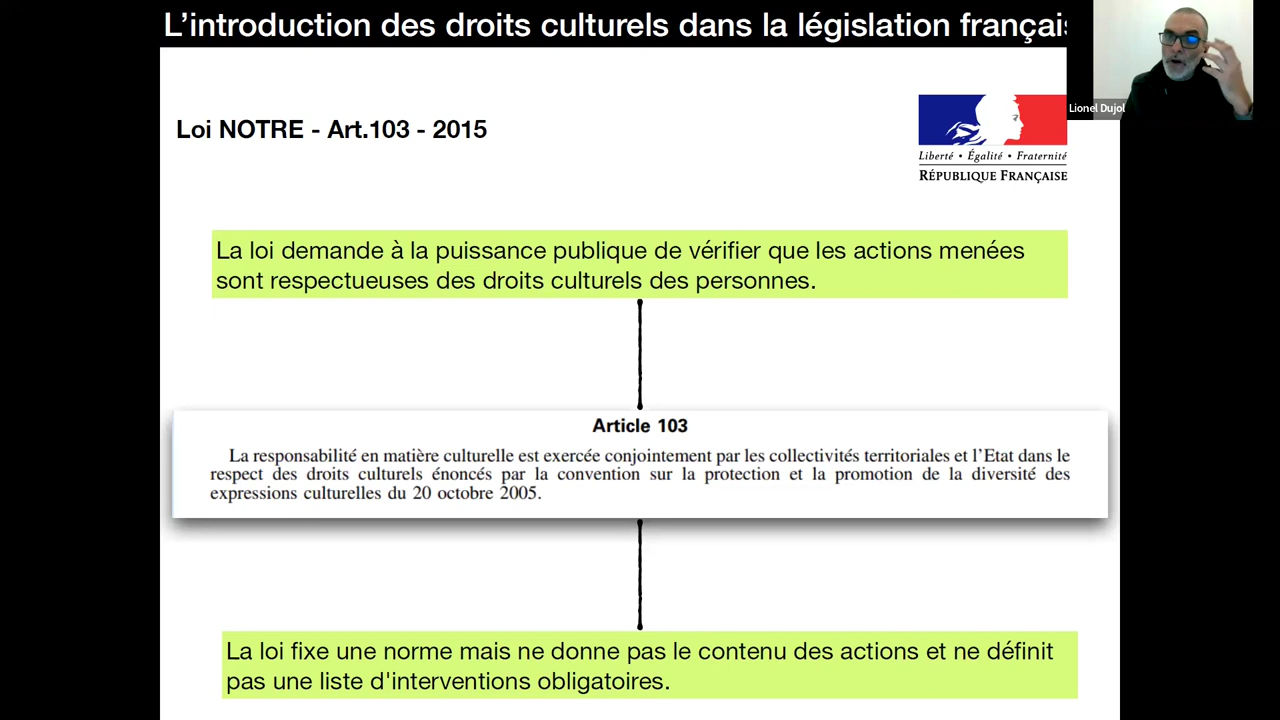 L'introduction des droits culturels dans la législation
Lionel Dujol
Loi NOTRE - Art.103 - 2015
Liberté • Égalité • Fraternité
RÉPUBLIQUE FRANÇAISE
La loi demande à la puissance publique de vérifier que les actions menées
sont respectueuses des droits culturels des personnes.
Article 103
La responsabilité en matière culturelle est exercée conjointement par les collectivités territoriales et l'Etat dans le
respect des droits culturels énoncés par la convention sur la protection et la promotion de la diversité des
expressions culturelles du 20 octobre 2005.
La loi fixe une norme mais ne donne pas le contenu des actions et ne définit
pas une liste d'interventions obligatoires.